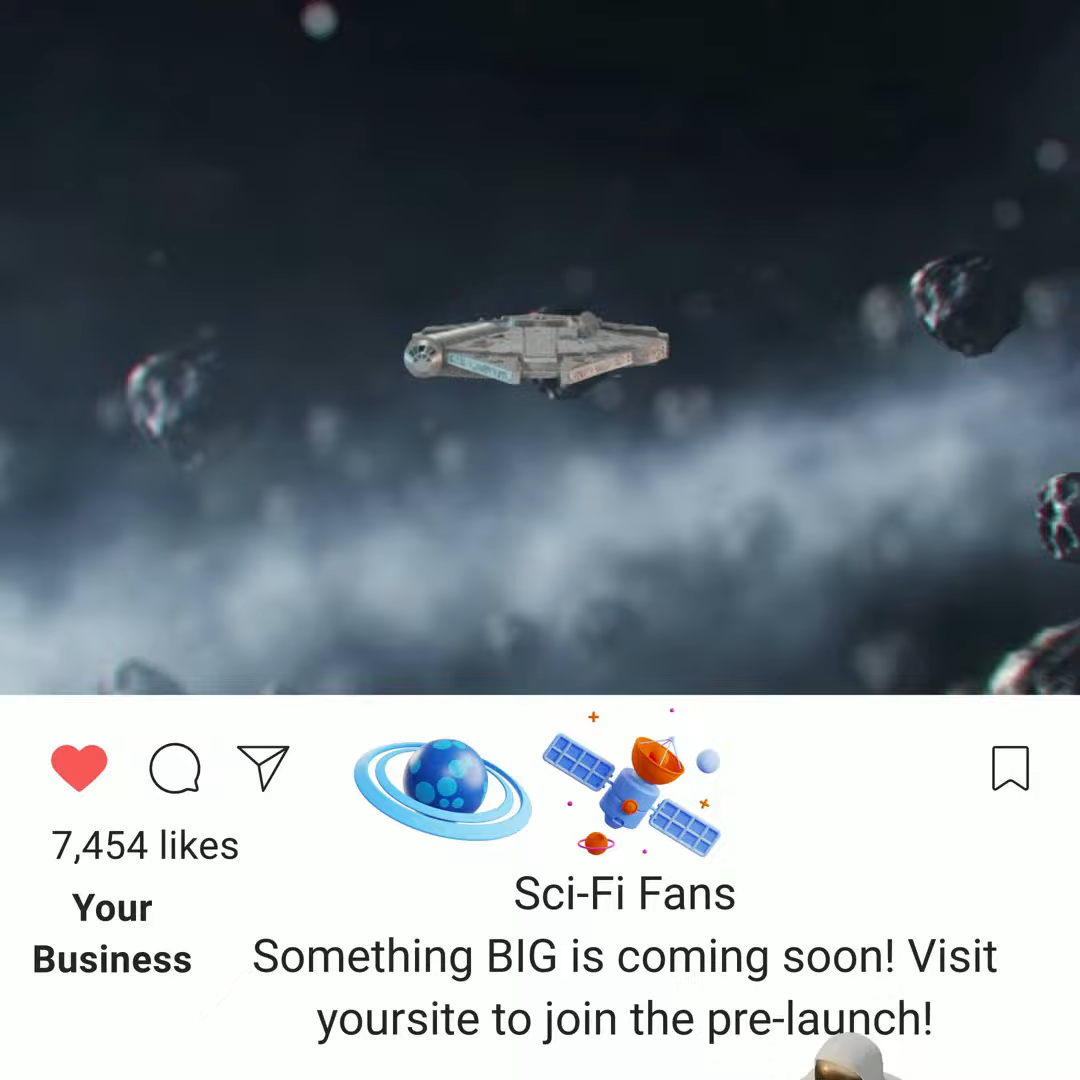 7,454 likes
Your
Business
Sci-Fi Fans
Something BIG is coming soon! Visit
yoursite to join the pre-launch!